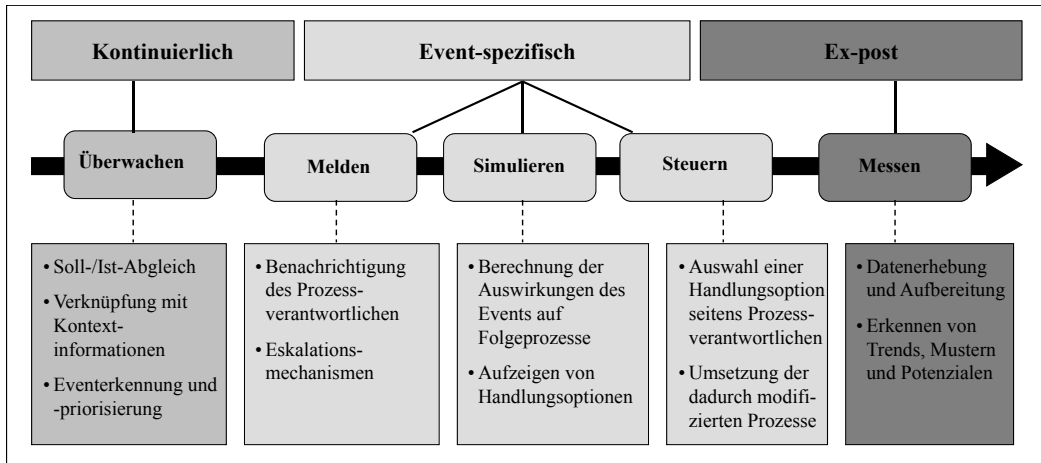 Kontinuierlich
Event-spezifisch
Ex-post
Überwachen
Melden
Simulieren
Steuern
Messen
• Soll-/Ist-Abgleich
• Verknüpfung mit
Kontext-
informationen
• Eventerkennung und
-priorisierung
• Benachrichtigung
des Prozess-
verantwortlichen
• Eskalations-
mechanismen
• Berechnung der
Auswirkungen des
Events auf
Folgeprozesse
• Aufzeigen von
Handlungsoptionen
• Auswahl einer
Handlungsoption
seitens Prozess-
verantwortlichen
• Umsetzung der
dadurch modifi-
zierten Prozesse
• Datenerhebung
und Aufbereitung
• Erkennen von
Trends, Mustern
und Potenzialen